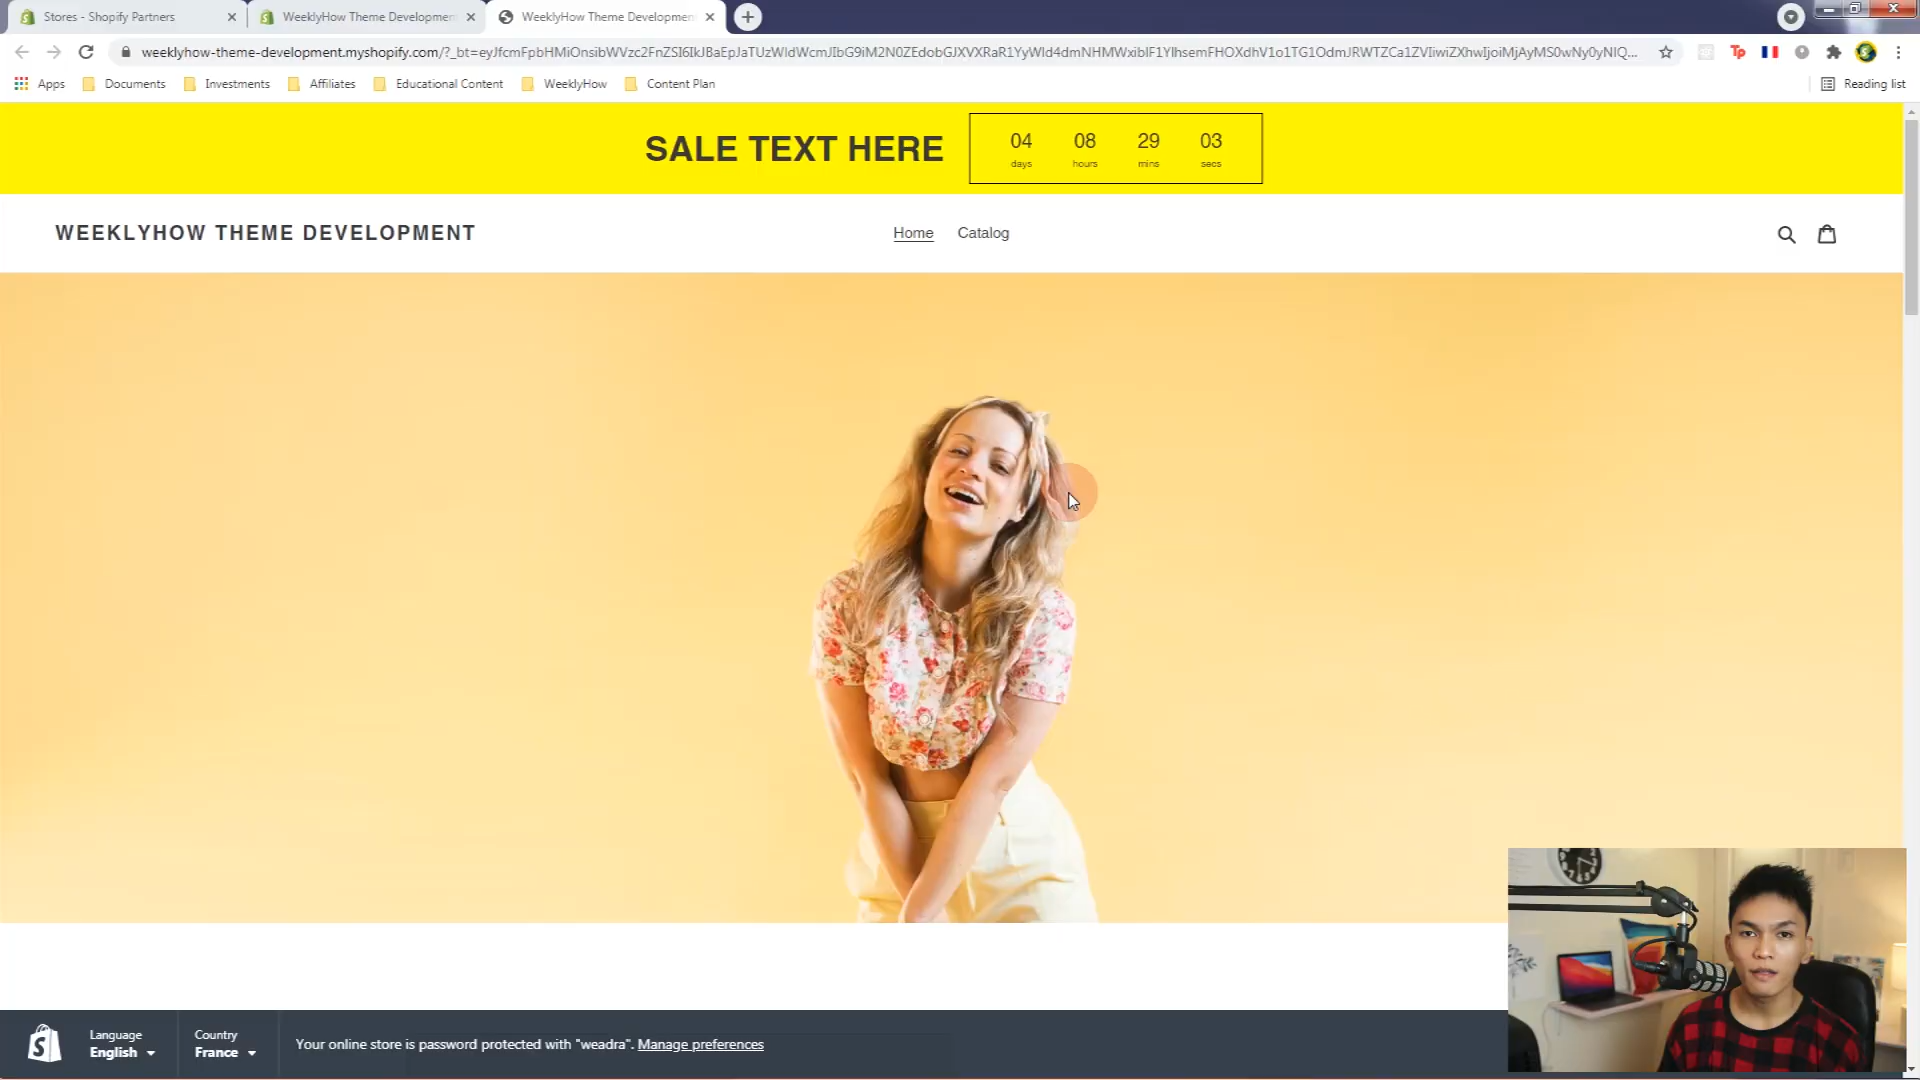 Stores - Shopify Partners
WeeklyHow Theme Development
WeeklyHow Theme Developmen
Apps
Documents
Investments
Affiliates
Educational Content
WeeklyHow
Content Plan
Reading list
SALE TEXT HERE
04 08 29 03
days hours mins secs
WEEKLYHOW THEME DEVELOPMENT
Home
Catalog
Language
English
Country
France
Your online store is password protected with "weadra". Manage preferences